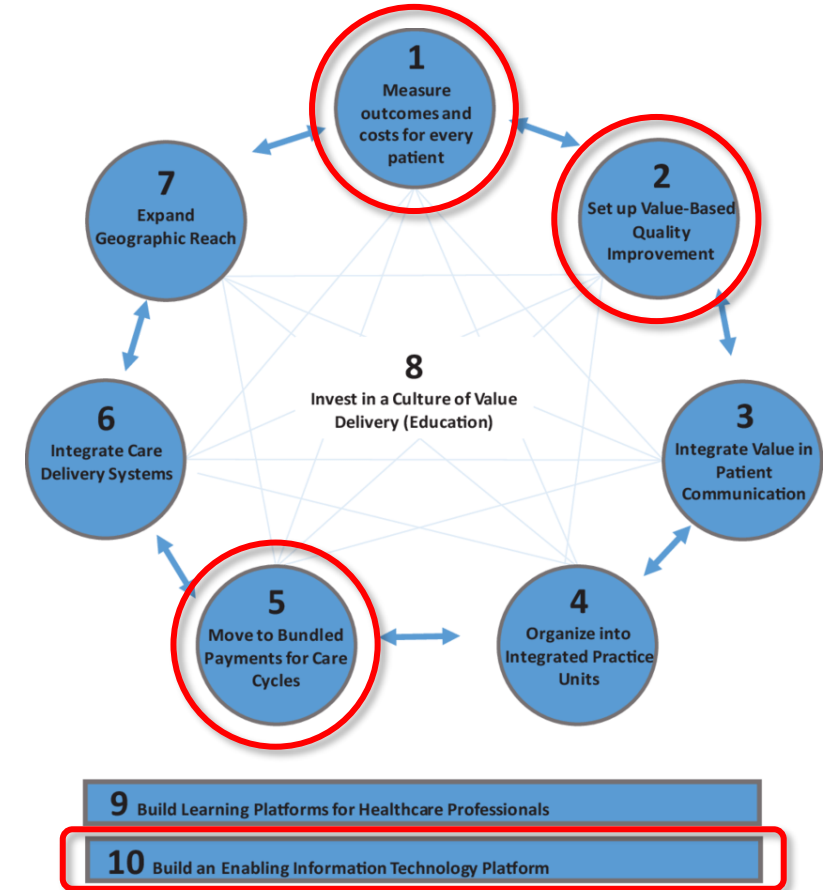 1
Measure
outcomes and
costs for every
patient
2
Set up Value-Based
Quality
Improvement
3
Integrate Value in
Patient
Communication
4
Organize into
Integrated Practice
Units
5
Move to Bundled
Payments for Care
Cycles
6
Integrate Care
Delivery Systems
7
Expand
Geographic Reach
8
Invest in a Culture of Value
Delivery (Education)
9 Build Learning Platforms for Healthcare Professionals
10 Build an Enabling Information Technology Platform